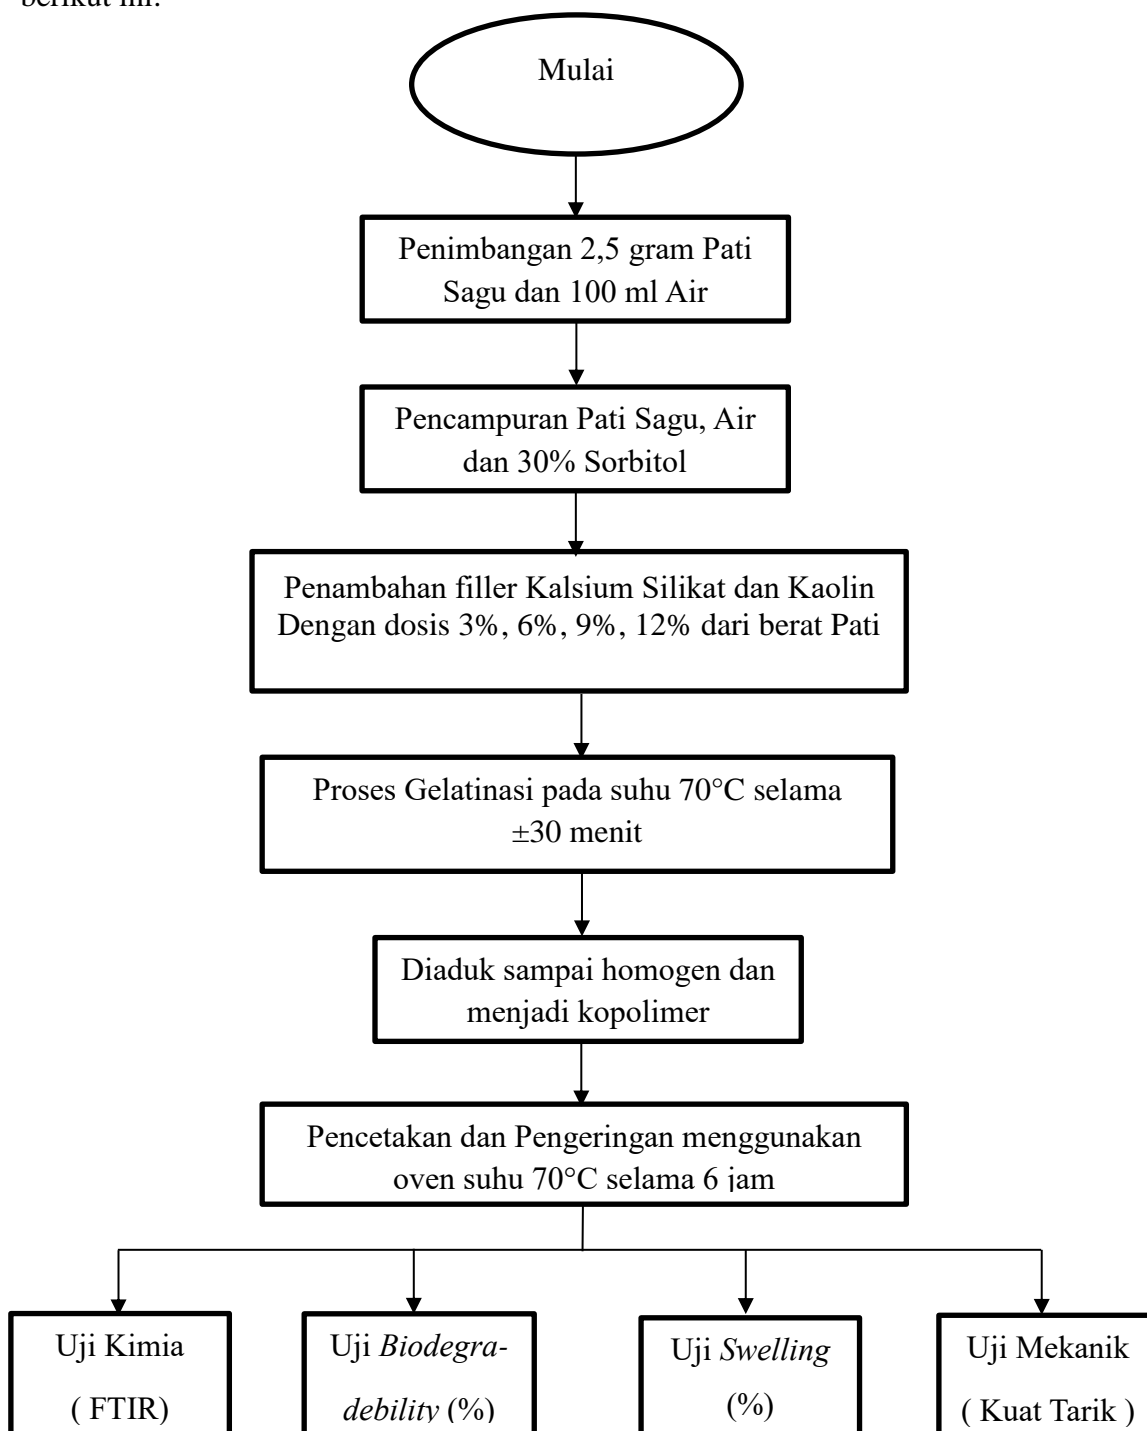 berikut ini:
Mulai
Penimbangan 2,5 gram Pati
Sagu dan 100 ml Air
Pencampuran Pati Sagu, Air
dan 30% Sorbitol
Penambahan filler Kalsium Silikat dan Kaolin
Dengan dosis 3%, 6%, 9%, 12% dari berat Pati
Proses Gelatinasi pada suhu 70°C selama
±30 menit
Diaduk sampai homogen dan
menjadi kopolimer
Pencetakan dan Pengeringan menggunakan
oven suhu 70°C selama 6 jam
Uji Kimia
( FTIR)
Uji Biodegra-
debility (%)
Uji Swelling
(%)
Uji Mekanik
( Kuat Tarik )